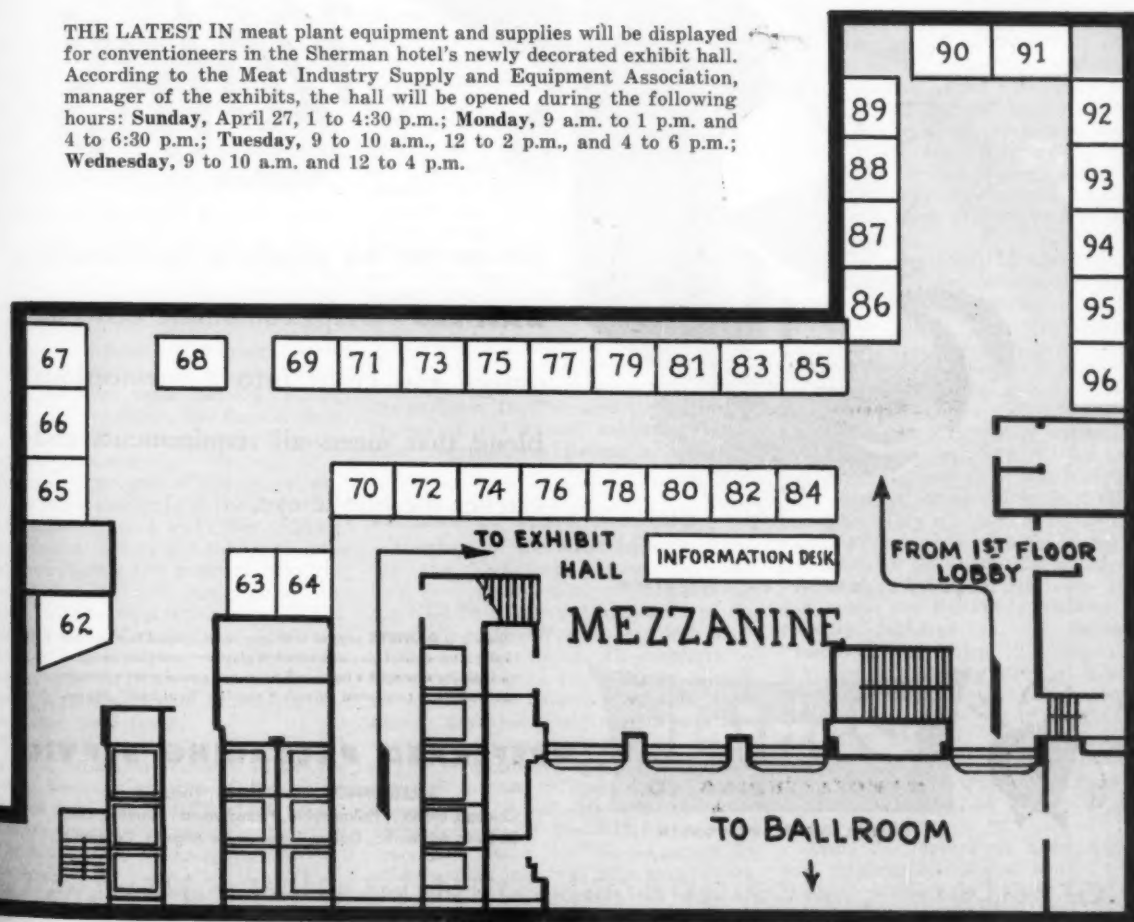 THE LATEST IN meat plant equipment and supplies will be displayed
for conventioneers in the Sherman hotel's newly decorated exhibit hall.
According to the Meat Industry Supply and Equipment Association,
manager of the exhibits, the hall will be opened during the following
hours: Sunday, April 27, 1 to 4:30 p.m.; Monday, 9 a.m. to 1 p.m. and
4 to 6:30 p.m.; Tuesday, 9 to 10 a.m., 12 to 2 p.m., and 4 to 6 p.m.;
Wednesday, 9 to 10 a.m. and 12 to 4 p.m.
90 91
89 92
88 93
87 94
86 95
96
67 68 69 71 73 75 77 79 81 83 85
66
65 70 72 74 76 78 80 82 84
TO EXHIBIT
HALL
INFORMATION DESK
FROM 1ST FLOOR
LOBBY
63 64
62
MEZZANINE
TO BALLROOM